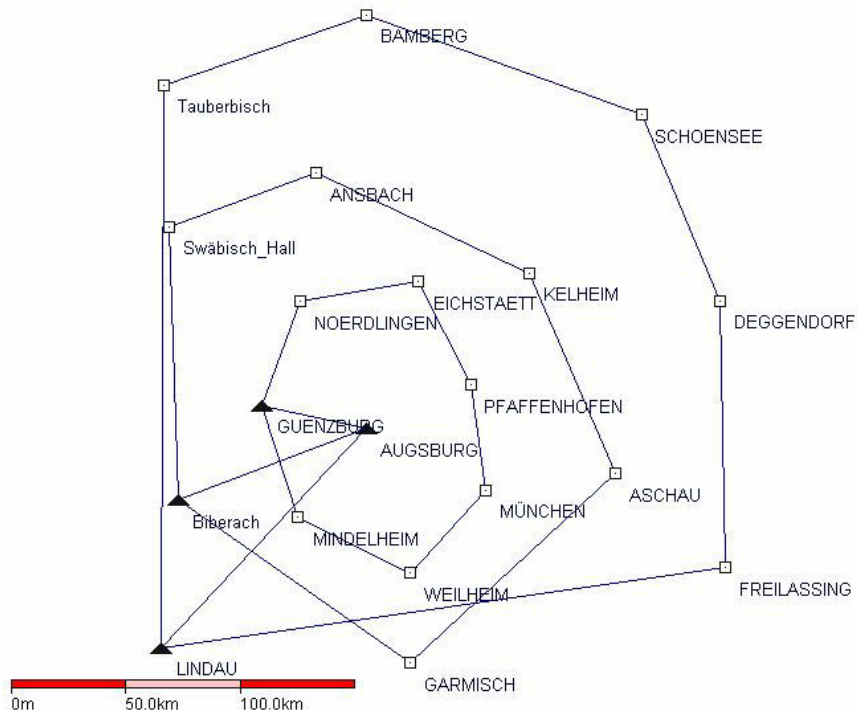 BAMBERG
Tauberbisch
SCHOENSEE
ANSBACH
Swäbisch_Hall
KELHEIM
EICHSTAETT
NOERDLINGEN
DEGGENDORF
PFAFFENHOFEN
GUENZBURG
AUGSBURG
ASCHAU
MÜNCHEN
Biberach
MINDELHEIM
FREILASSING
WEILHEIM
LINDAU
GARMISCH
0m 50.0km 100.0km